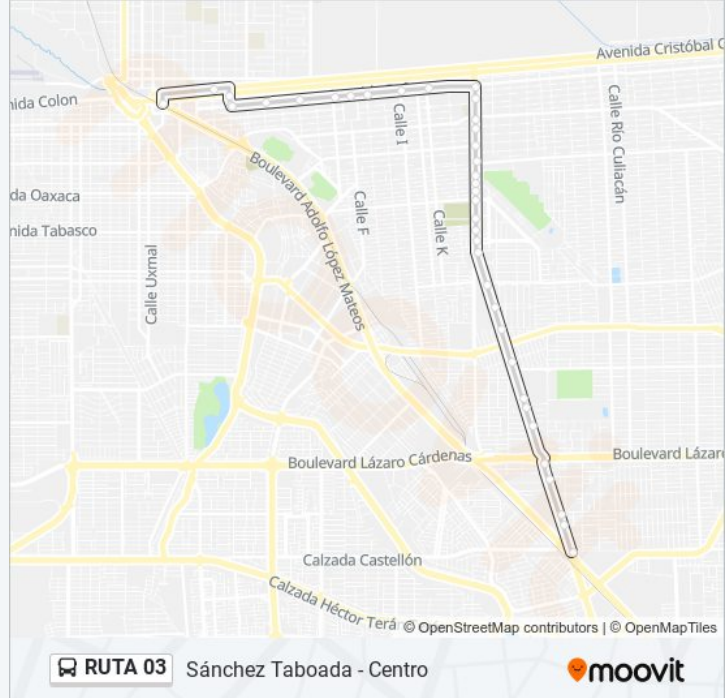 Avenida Cristóbal C
nida Colon
Calle I
Calle Río Culiacán
Boulevard Adolfo López Mateos
da Oaxaca
Calle F
Calle K
nida Tabasco
Calle Uxmal
Boulevard Lázaro Cárdenas
Boulevard Lázar
Calzada Castellón
Calzada Héctor Terá
© OpenStreetMap contributors | © OpenMapTiles
RUTA 03
Sánchez Taboada - Centro
moovit